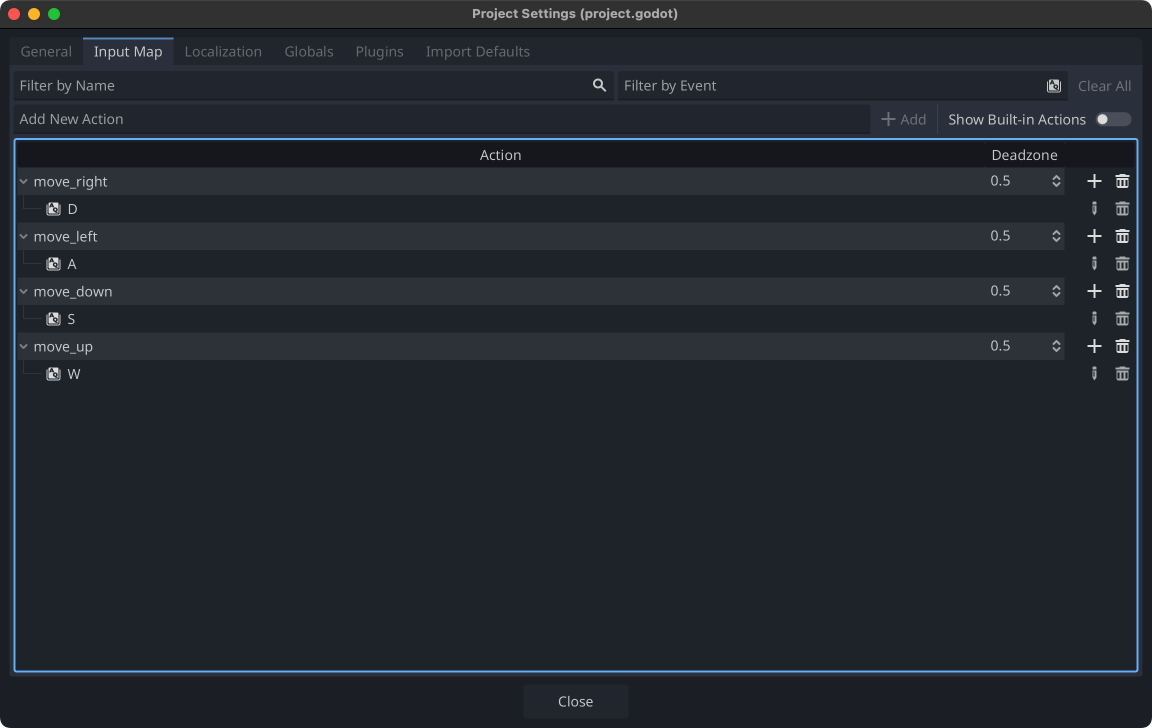 Project Settings (project.godot)
General Input Map Localization Globals Plugins Import Defaults
Filter by Name Filter by Event Clear All
Add New Action Add Show Built-in Actions
Action Deadzone
move_right 0.5
D
move_left 0.5
A
move_down 0.5
S
move_up 0.5
W
Close